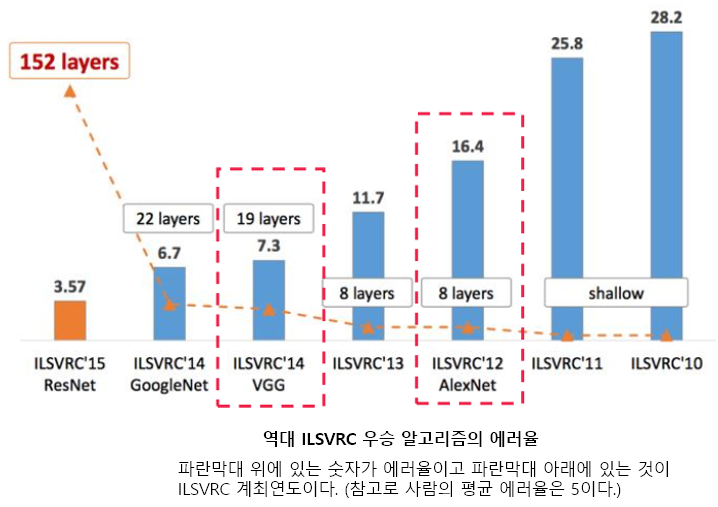 28.2
25.8
152 layers
16.4
11.7
22 layers
19 layers
6.7
7.3
3.57
8 layers
8 layers
shallow
ILSVRC'15
ResNet
ILSVRC'14
GoogleNet
ILSVRC'14
VGG
ILSVRC'13
ILSVRC'12
AlexNet
ILSVRC'11
ILSVRC'10
역대 ILSVRC 우승 알고리즘의 에러율
파란막대 위에 있는 숫자가 에러율이고 파란막대 아래에 있는 것이
ILSVRC 계최연도이다. (참고로 사람의 평균 에러율은 5이다.)